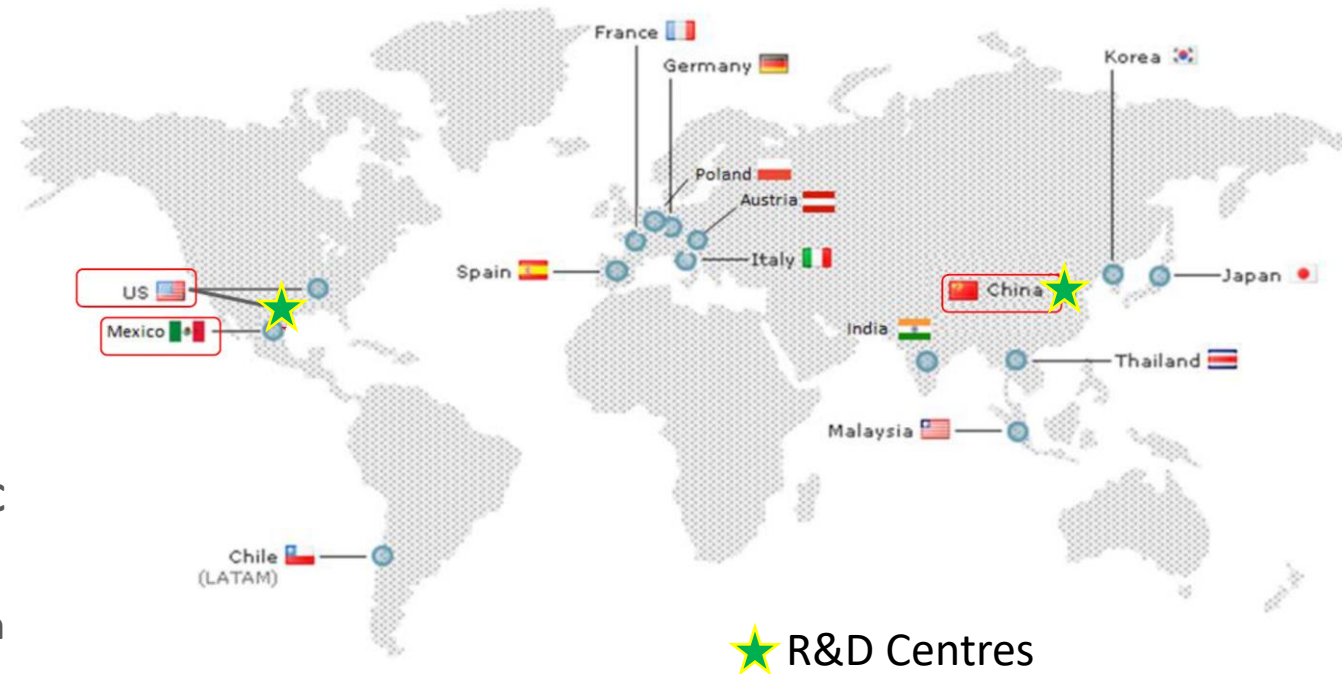 France
Germany
Korea
Poland
Austria
Spain
Italy
US
China
Japan
Mexico
India
Thailand
Malaysia
c
Chile
(LATAM)
R&D Centres